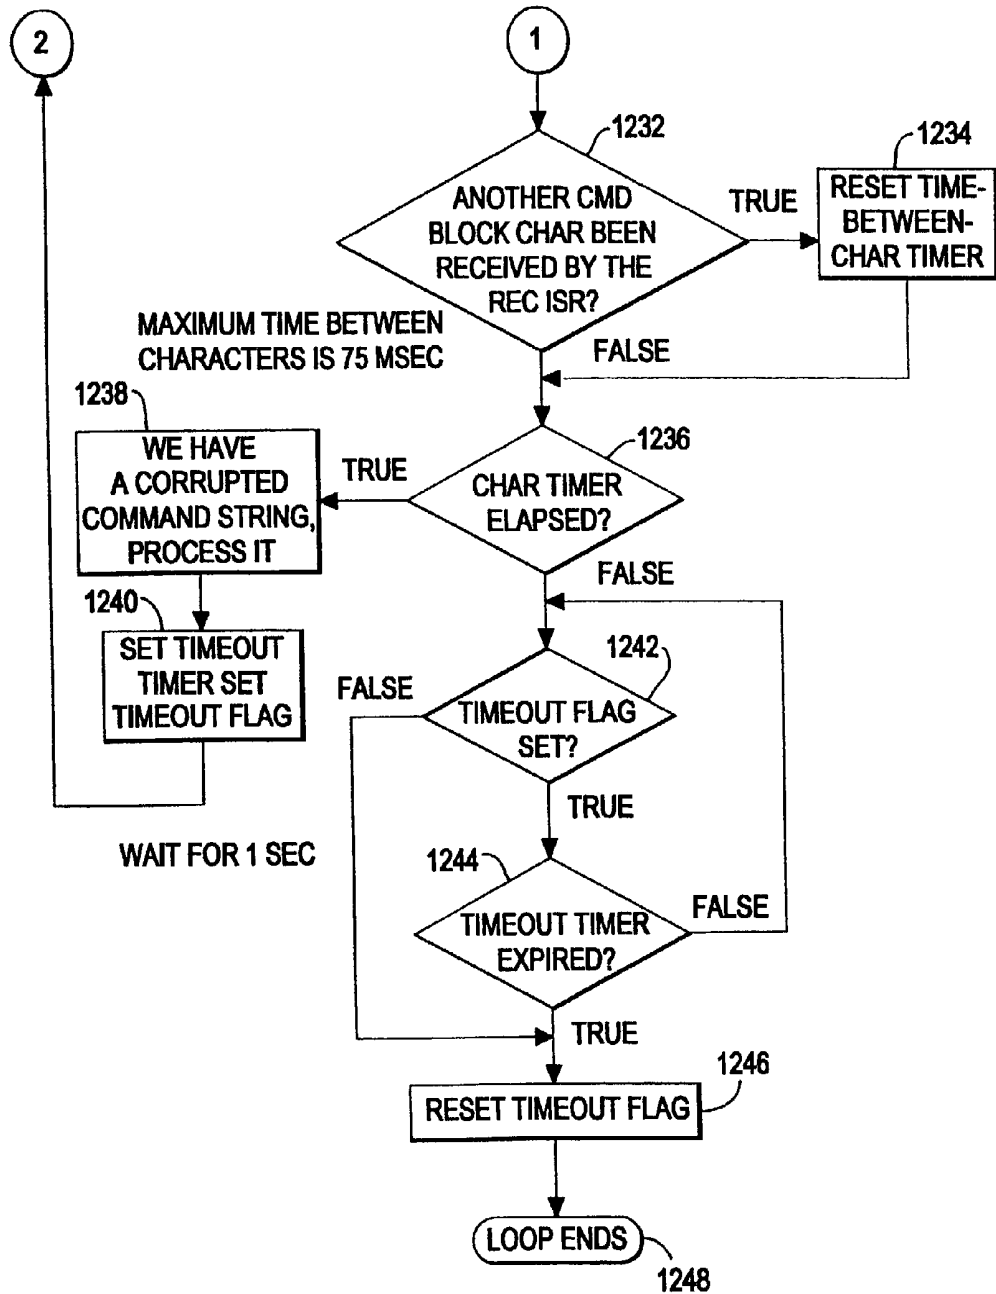 2
1
1232
ANOTHER CMD
BLOCK CHAR BEEN
RECEIVED BY THE
REC ISR?
TRUE
1234
RESET TIME-
BETWEEN-
CHAR TIMER
MAXIMUM TIME BETWEEN
CHARACTERS IS 75 MSEC
FALSE
1238
WE HAVE
A CORRUPTED
COMMAND STRING,
PROCESS IT
TRUE
1236
CHAR TIMER
ELAPSED?
FALSE
1240
SET TIMEOUT
TIMER SET
TIMEOUT FLAG
FALSE
1242
TIMEOUT FLAG
SET?
TRUE
WAIT FOR 1 SEC
1244
TIMEOUT TIMER
EXPIRED?
FALSE
TRUE
1246
RESET TIMEOUT FLAG
LOOP ENDS
1248